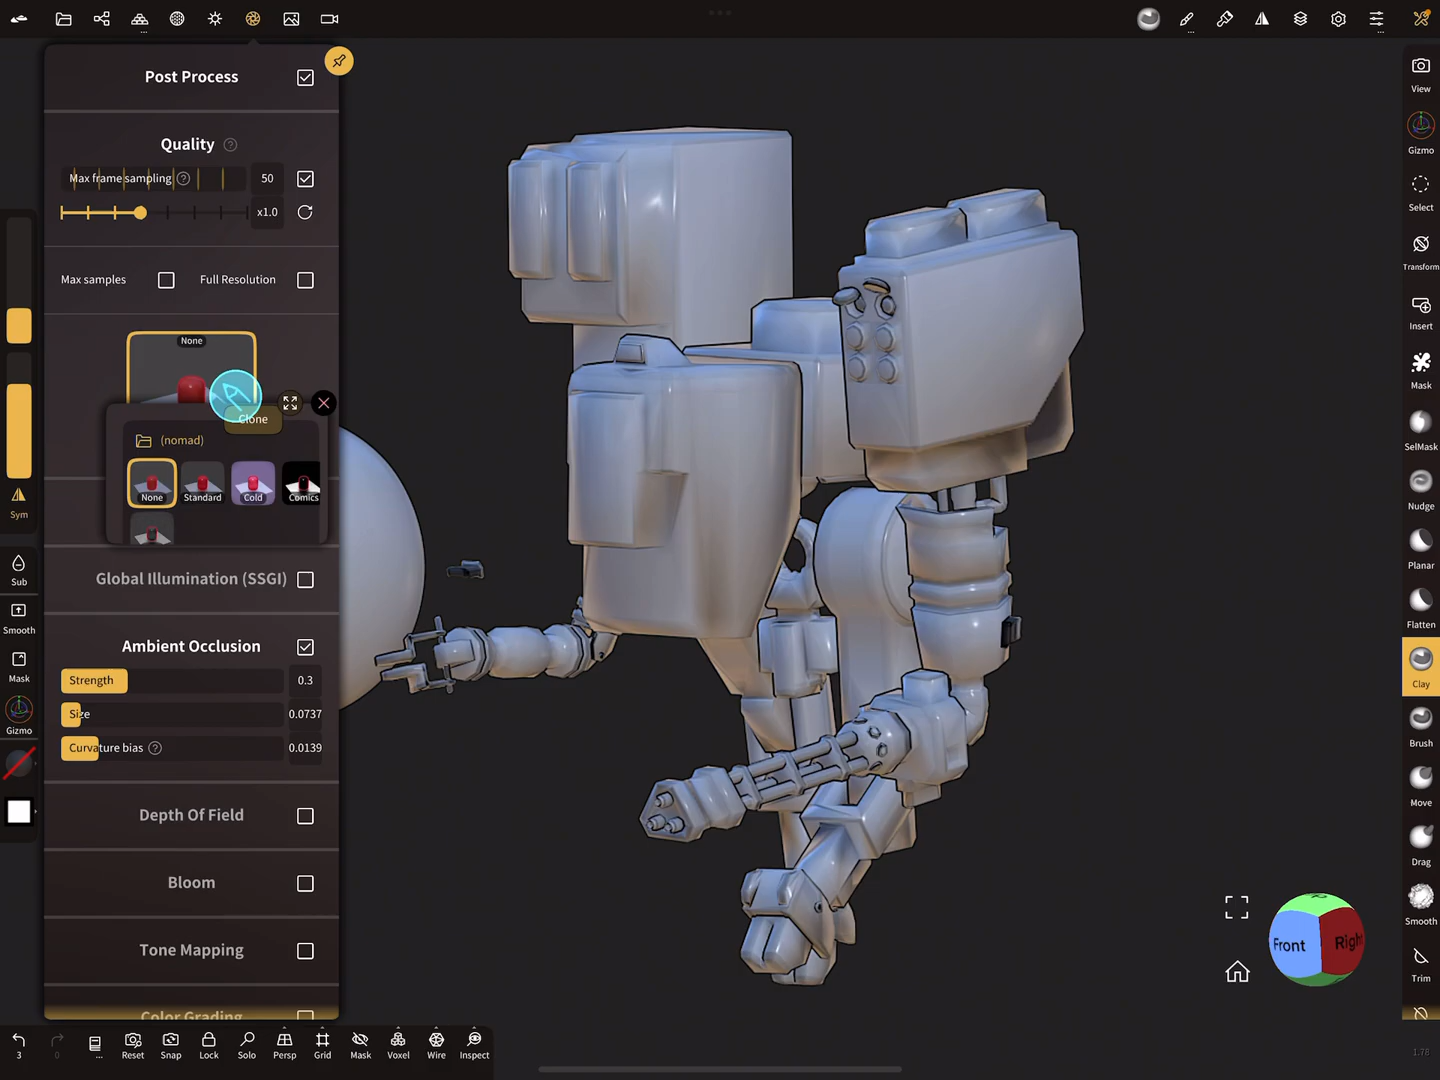 Post Process
Quality
Max frame sampling
50
x1.0
Max samples
Full Resolution
None
Clone
(nomad)
None
Standard
Cold
Comics
Global Illumination (SSGI)
Ambient Occlusion
Strength
0.3
Size
0.0737
Curvature bias
0.0139
Depth Of Field
Bloom
Tone Mapping
Color Grading
Sym
Sub
Smooth
Mask
Gizmo
View
Gizmo
Select
Transform
Insert
Mask
SelMask
Nudge
Planar
Flatten
Clay
Brush
Move
Drag
Smooth
Trim
Front
Right
3
0
...
Reset
Snap
Lock
Solo
Persp
Grid
Mask
Voxel
Wire
Inspect
1.78